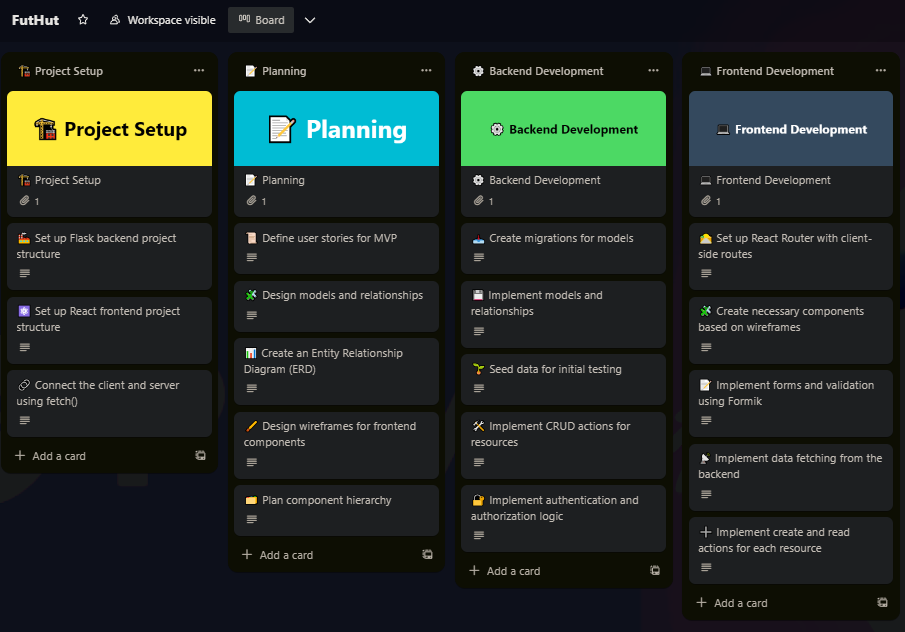 FutHut
Workspace visible
Board
Project Setup
Project Setup
Project Setup
1
Set up Flask backend project
structure
Set up React frontend project
structure
Connect the client and server
using fetch()
Add a card
Planning
Planning
Planning
1
Define user stories for MVP
Design models and relationships
Create an Entity Relationship
Diagram (ERD)
Design wireframes for frontend
components
Plan component hierarchy
Add a card
Backend Development
Backend Development
Backend Development
1
Create migrations for models
Implement models and
relationships
Seed data for initial testing
Implement CRUD actions for
resources
Implement authentication and
authorization logic
Add a card
Frontend Development
Frontend Development
Frontend Development
1
Set up React Router with client-
side routes
Create necessary components
based on wireframes
Implement forms and validation
using Formik
Implement data fetching from the
backend
Implement create and read
actions for each resource
Add a card